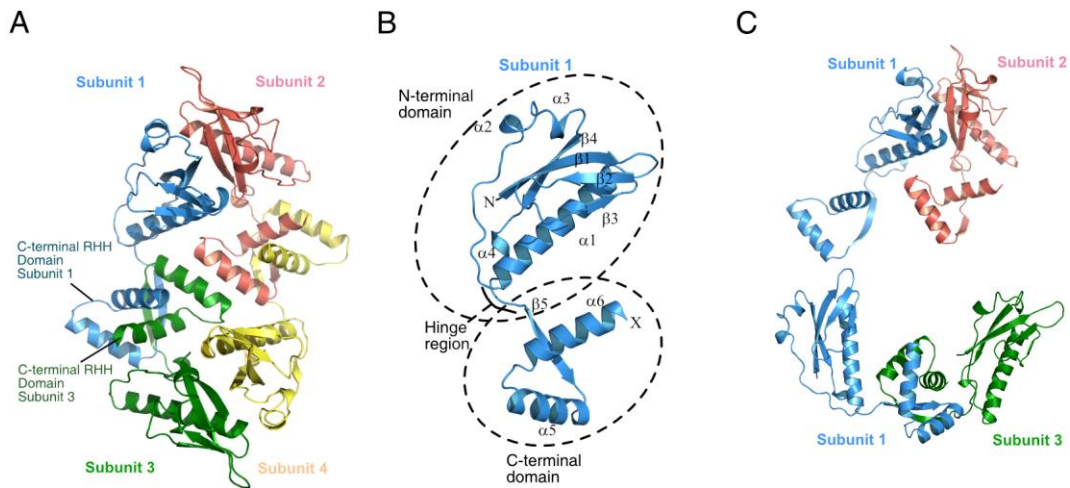 A
Subunit 1
Subunit 2
C-terminal RHH
Domain
Subunit 1
C-terminal RHH
Domain
Subunit 3
Subunit 3
Subunit 4
B
Subunit 1
N-terminal
domain
α3
α2
β4
β1
β2
N
β3
α1
α4
β5
α6
X
Hinge
region
α5
C-terminal
domain
C
Subunit 1
Subunit 2
Subunit 1
Subunit 3